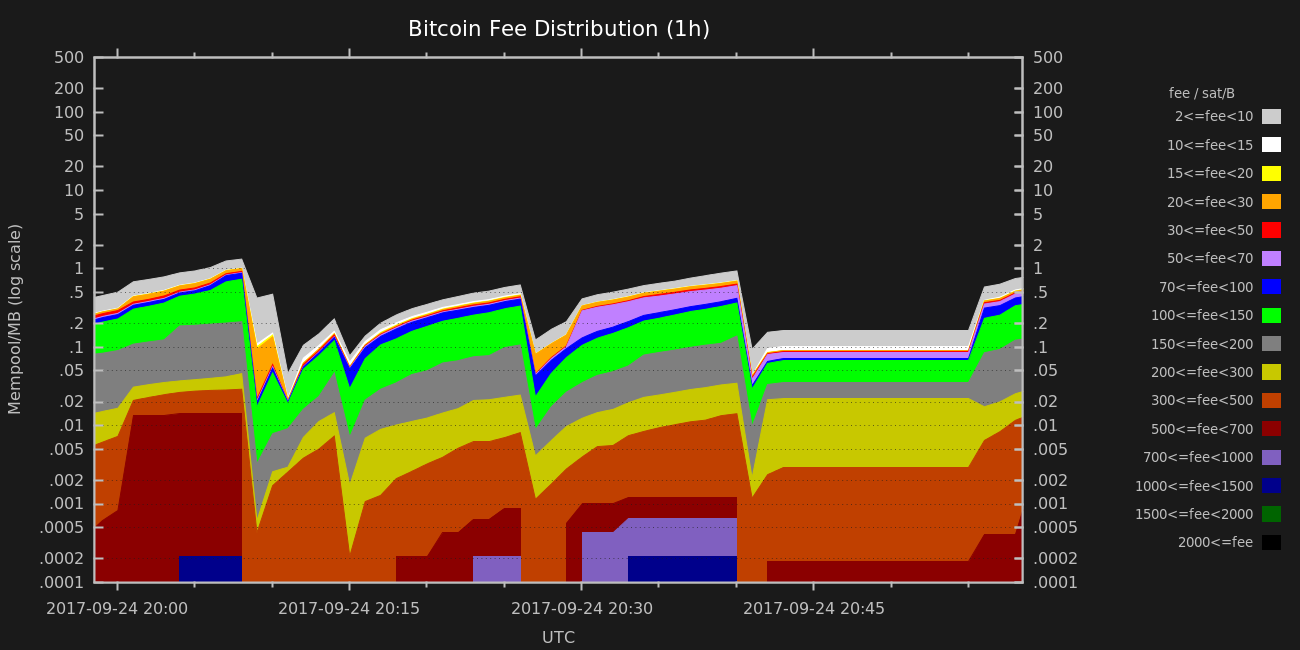 Bitcoin Fee Distribution (1h)
500 500
200 200
100 100
50 50
20 20
10 10
5 5
2 2
1 1
.5 .5
.2 .2
.1 .1
.05 .05
.02 .02
.01 .01
.005 .005
.002 .002
.001 .001
.0005 .0005
.0002 .0002
.0001 .0001
Mempool/MB (log scale)
2017-09-24 20:00 2017-09-24 20:15 2017-09-24 20:30 2017-09-24 20:45
UTC
fee / sat/B
2<=fee<10
10<=fee<15
15<=fee<20
20<=fee<30
30<=fee<50
50<=fee<70
70<=fee<100
100<=fee<150
150<=fee<200
200<=fee<300
300<=fee<500
500<=fee<700
700<=fee<1000
1000<=fee<1500
1500<=fee<2000
2000<=fee